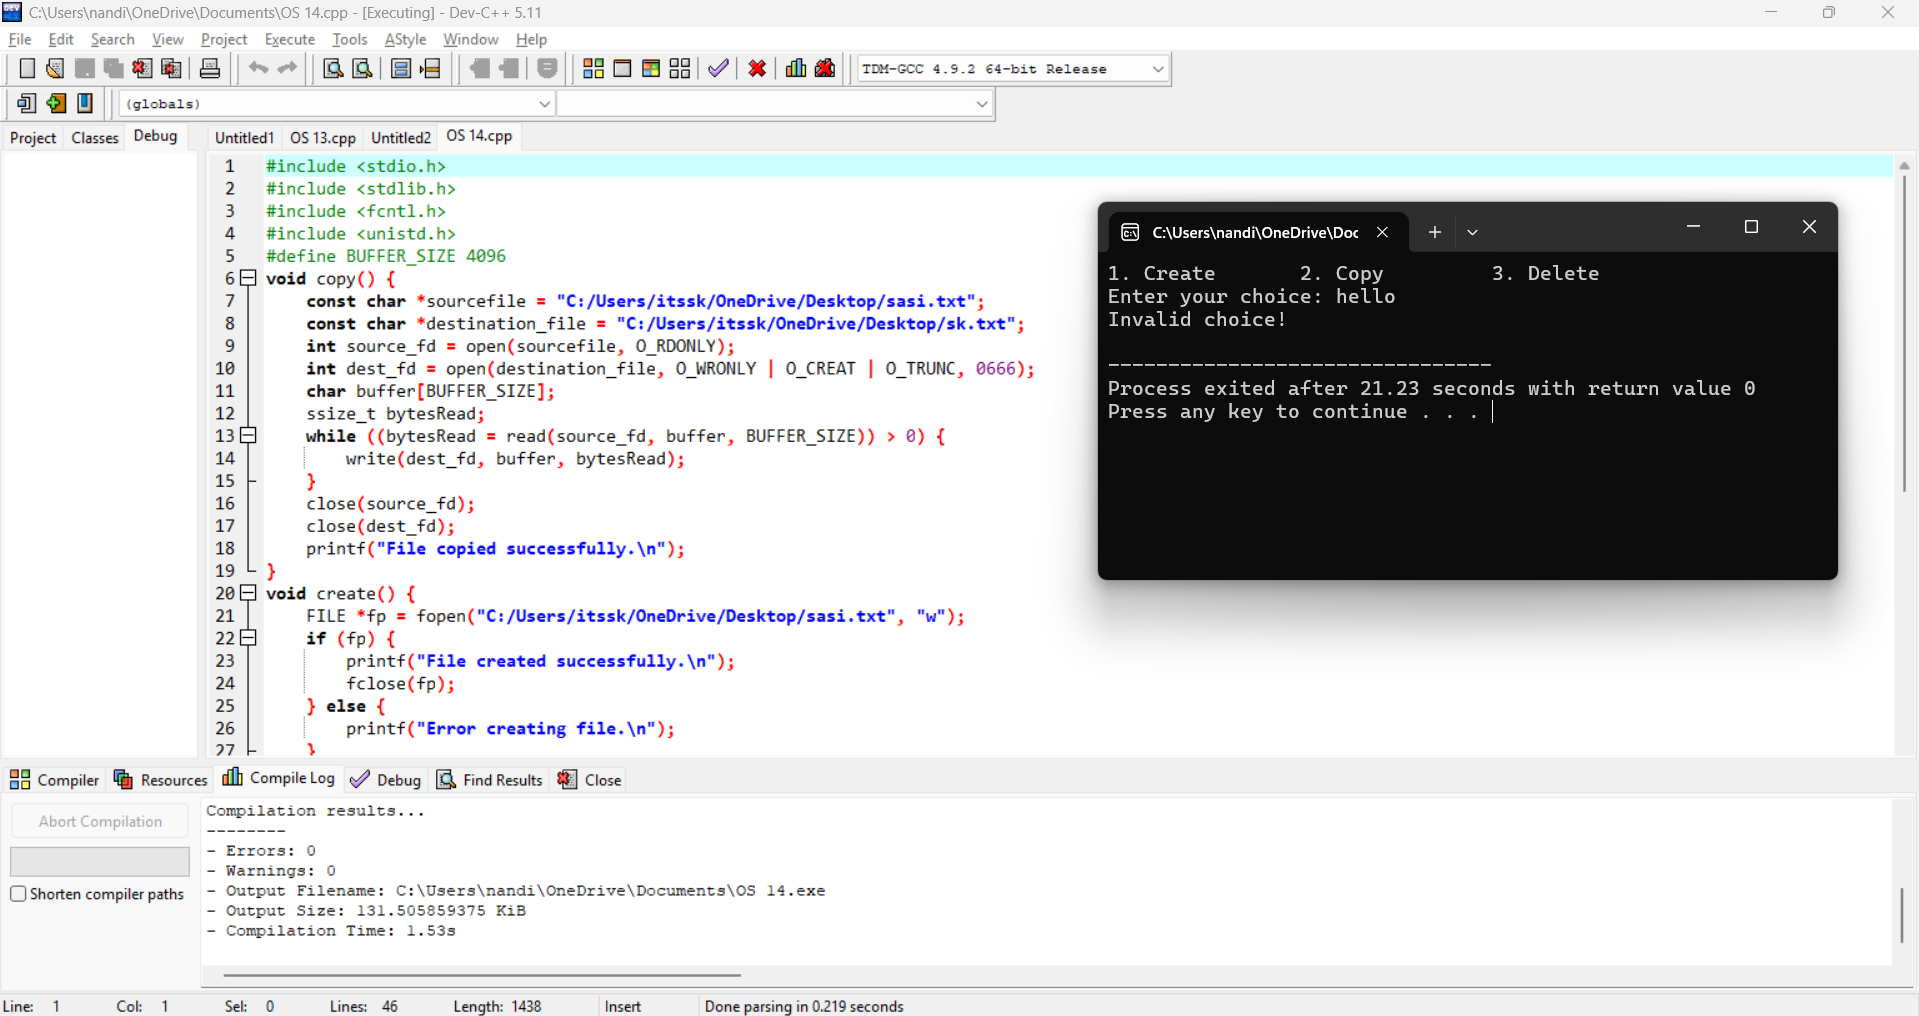 C:\Users\nandi\OneDrive\Documents\OS 14.cpp - [Executing] - Dev-C++ 5.11
File Edit Search View Project Execute Tools AStyle Window Help
TDM-GCC 4.9.2 64-bit Release
(globals)
Project Classes Debug Untitled1 OS 13.cpp Untitled2 OS 14.cpp
1 #include <stdio.h>
2 #include <stdlib.h>
3 #include <fcntl.h>
4 #include <unistd.h>
5 #define BUFFER_SIZE 4096
6 void copy() {
7 const char *sourcefile = "C:/Users/itssk/OneDrive/Desktop/sasi.txt";
8 const char *destination_file = "C:/Users/itssk/OneDrive/Desktop/sk.txt";
9 int source_fd = open(sourcefile, O_RDONLY);
10 int dest_fd = open(destination_file, O_WRONLY | O_CREAT | O_TRUNC, 0666);
11 char buffer[BUFFER_SIZE];
12 ssize_t bytesRead;
13 while ((bytesRead = read(source_fd, buffer, BUFFER_SIZE)) > 0) {
14 write(dest_fd, buffer, bytesRead);
15 }
16 close(source_fd);
17 close(dest_fd);
18 printf("File copied successfully.\n");
19 }
20 void create() {
21 FILE *fp = fopen("C:/Users/itssk/OneDrive/Desktop/sasi.txt", "w");
22 if (fp) {
23 printf("File created successfully.\n");
24 fclose(fp);
25 } else {
26 printf("Error creating file.\n");
27 }
C:\Users\nandi\OneDrive\Doc
1. Create 2. Copy 3. Delete
Enter your choice: hello
Invalid choice!
--------------------------------
Process exited after 21.23 seconds with return value 0
Press any key to continue . . .
Compiler Resources Compile Log Debug Find Results Close
Abort Compilation
Shorten compiler paths
Compilation results...
--------
- Errors: 0
- Warnings: 0
- Output Filename: C:\Users\nandi\OneDrive\Documents\OS 14.exe
- Output Size: 131.505859375 KiB
- Compilation Time: 1.53s
Line: 1 Col: 1 Sel: 0 Lines: 46 Length: 1438 Insert Done parsing in 0.219 seconds